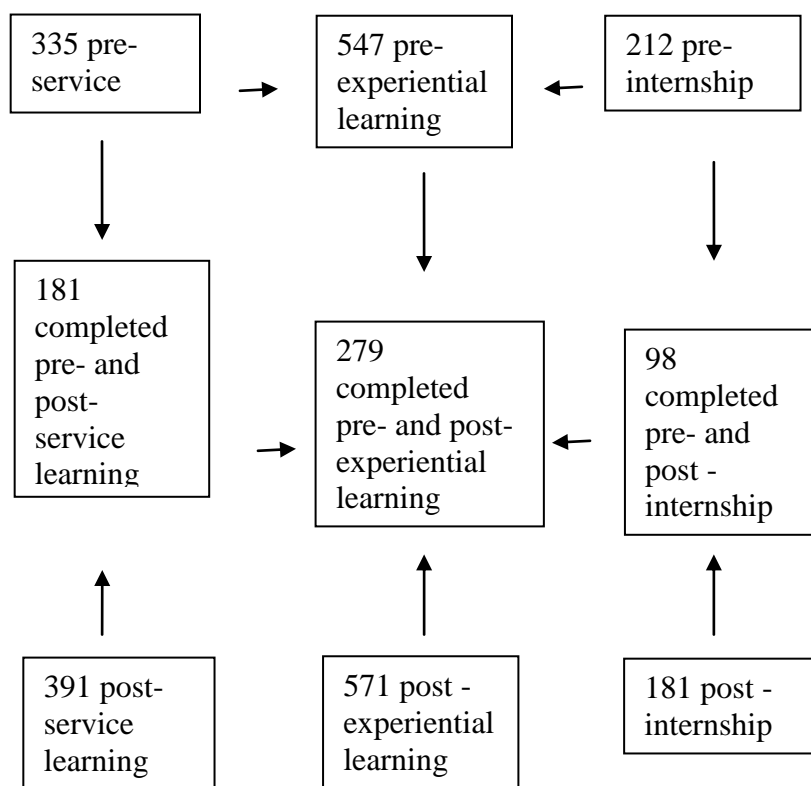 335 pre-
service
547 pre-
experiential
learning
212 pre-
internship
181
completed
pre- and
post-
service
learning
279
completed
pre- and post-
experiential
learning
98
completed
pre- and
post -
internship
391 post-
service
learning
571 post -
experiential
learning
181 post -
internship